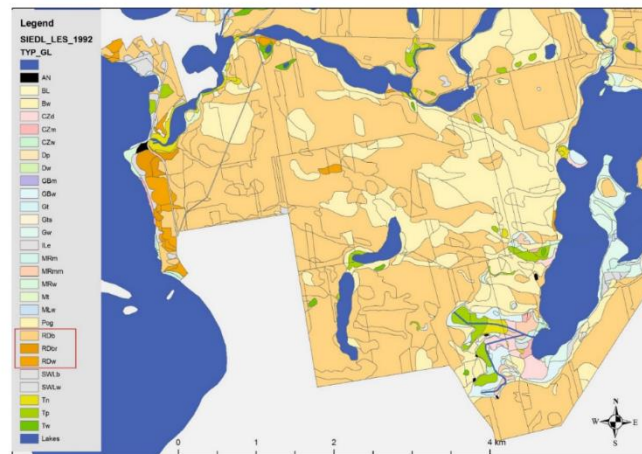 Legend
SIEDL_LES_1992
TYP_GL
AN
BL
Bw
CZd
CZm
CZw
Dp
Dw
GBm
GBw
Gt
Gts
Gw
ILe
MRm
MRmm
MRw
Mt
MLw
Pog
RDb
RDbr
RDw
SWLb
SWLw
Tn
Tp
Tw
Lakes
0 1 2 4 km
N
W E
S